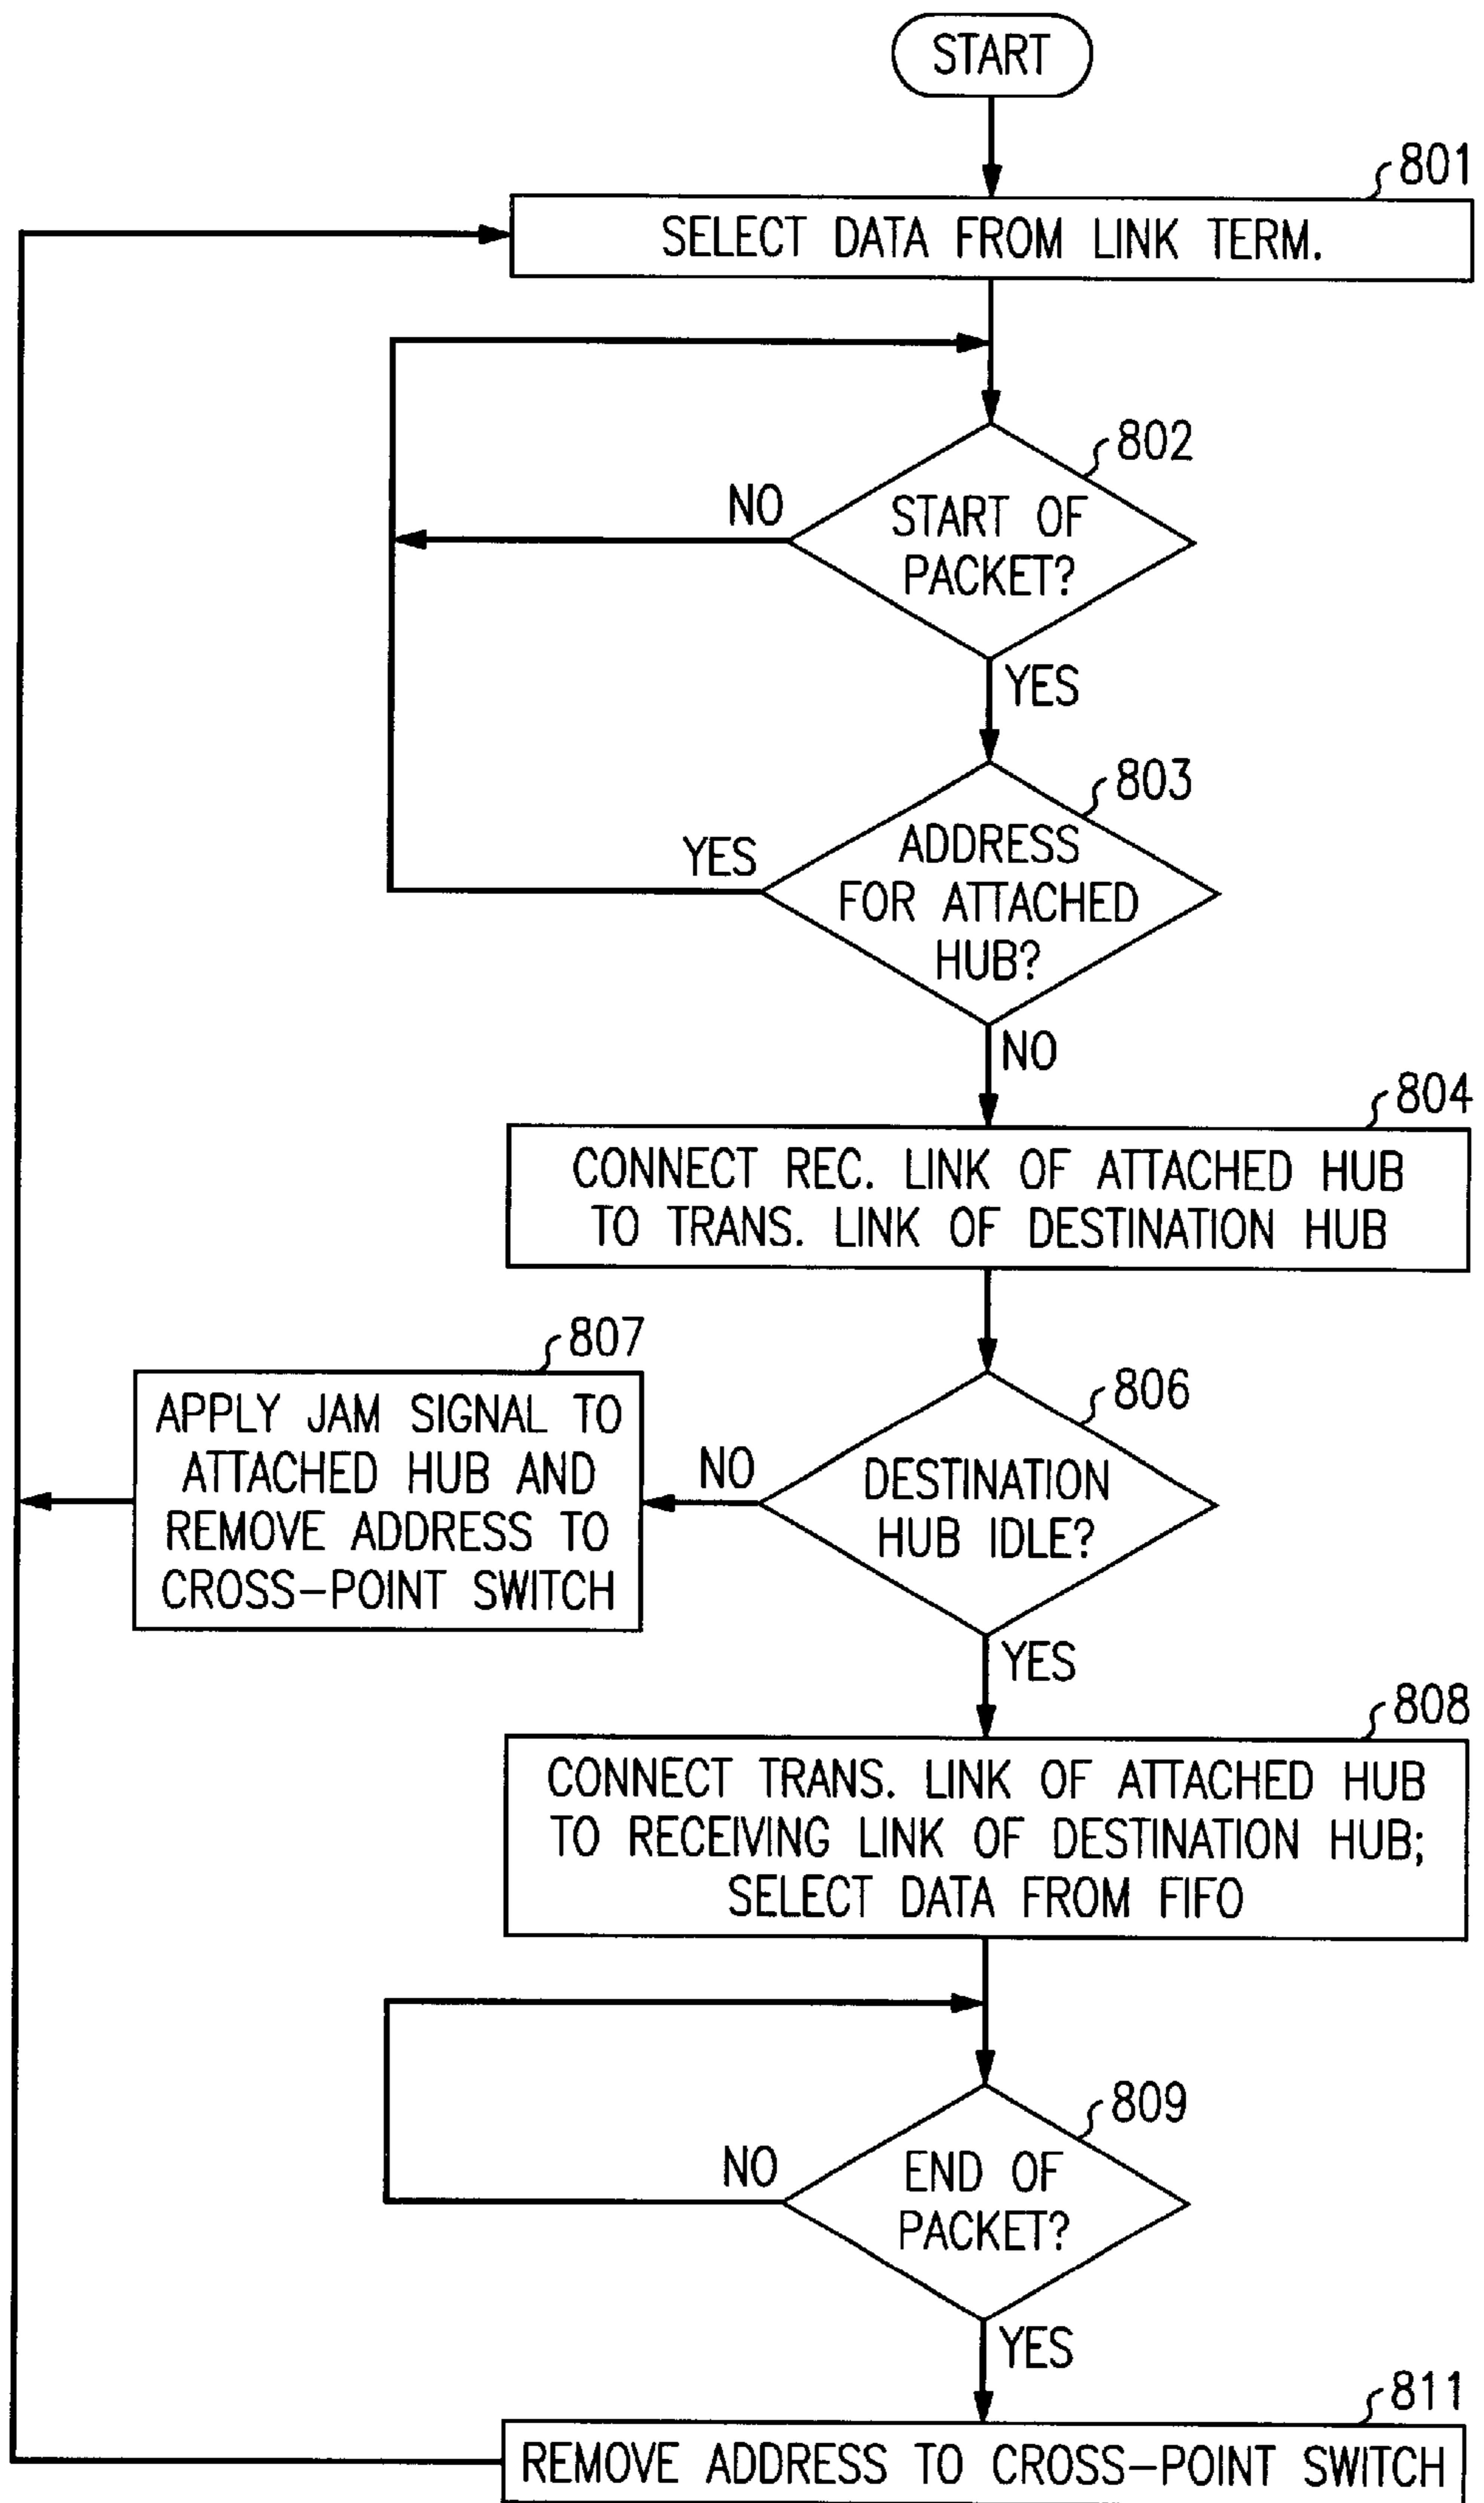 START
801
SELECT DATA FROM LINK TERM.
802
NO
START OF
PACKET?
YES
803
YES
ADDRESS
FOR ATTACHED
HUB?
NO
804
CONNECT REC. LINK OF ATTACHED HUB
TO TRANS. LINK OF DESTINATION HUB
807
APPLY JAM SIGNAL TO
ATTACHED HUB AND
REMOVE ADDRESS TO
CROSS-POINT SWITCH
806
NO
DESTINATION
HUB IDLE?
YES
808
CONNECT TRANS. LINK OF ATTACHED HUB
TO RECEIVING LINK OF DESTINATION HUB;
SELECT DATA FROM FIFO
809
NO
END OF
PACKET?
YES
811
REMOVE ADDRESS TO CROSS-POINT SWITCH